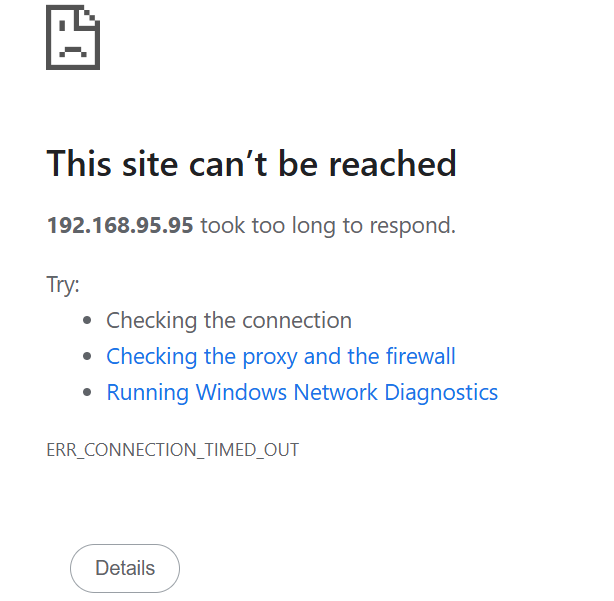 This site can’t be reached
192.168.95.95 took too long to respond.
Try:
Checking the connection
Checking the proxy and the firewall
Running Windows Network Diagnostics
ERR_CONNECTION_TIMED_OUT
Details